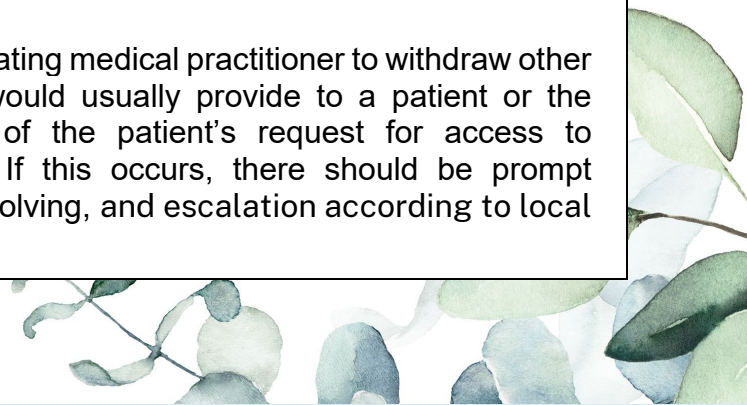 ating medical practitioner to withdraw other
would usually provide to a patient or the
of the patient’s request for access to
If this occurs, there should be prompt
olving, and escalation according to local